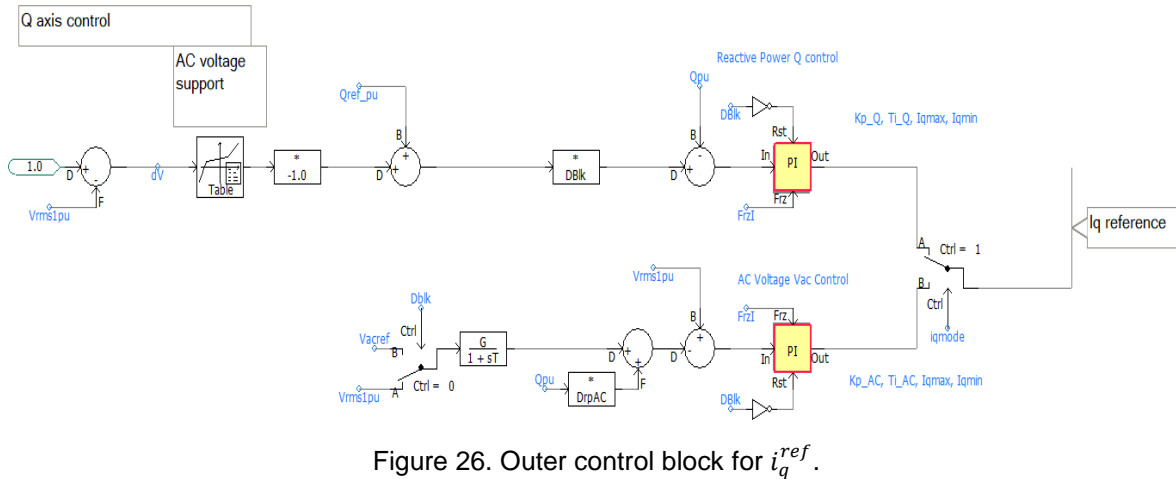 Q axis control
AC voltage
support
Reactive Power Q control
Qref_pu
Qpu
DBlk
Kp_Q, Ti_Q, Iqmax, Iqmin
B
B
Rst
1.0
D
+
-
F
dV
Table
*
-1.0
D
+
+
*
DBlk
D
+
-
In
PI
Out
Frz
Vrms1pu
FrzI
Iq reference
A
Ctrl = 1
B
Ctrl
iqmode
Vrms1pu
AC Voltage Vac Control
Dblk
FrzI
Frz
Ctrl
Vacref
B
G
1 + sT
B
+
D
+
+
D
-
In
PI
Out
Rst
A
Ctrl = 0
Vrms1pu
Qpu
*
DrpAC
F
DBlk
Kp_AC, Ti_AC, Iqmax, Iqmin
Figure 26. Outer control block for i_q^ref.